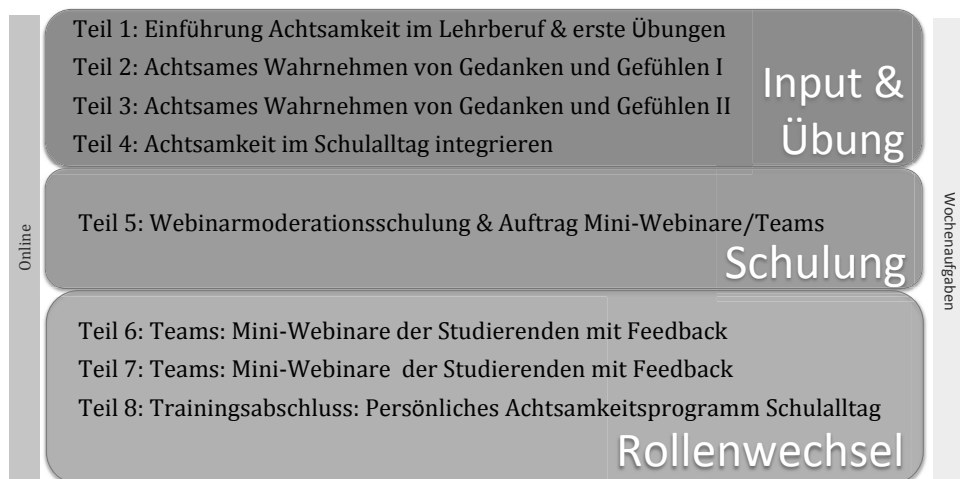 Online
Teil 1: Einführung Achtsamkeit im Lehrberuf & erste Übungen
Teil 2: Achtsames Wahrnehmen von Gedanken und Gefühlen I
Teil 3: Achtsames Wahrnehmen von Gedanken und Gefühlen II
Teil 4: Achtsamkeit im Schulalltag integrieren
Input &
Übung
Teil 5: Webinarmoderationsschulung & Auftrag Mini-Webinare/Teams
Schulung
Teil 6: Teams: Mini-Webinare der Studierenden mit Feedback
Teil 7: Teams: Mini-Webinare  der Studierenden mit Feedback
Teil 8: Trainingsabschluss: Persönliches Achtsamkeitsprogramm Schulalltag
Rollenwechsel
Wochenaufgaben